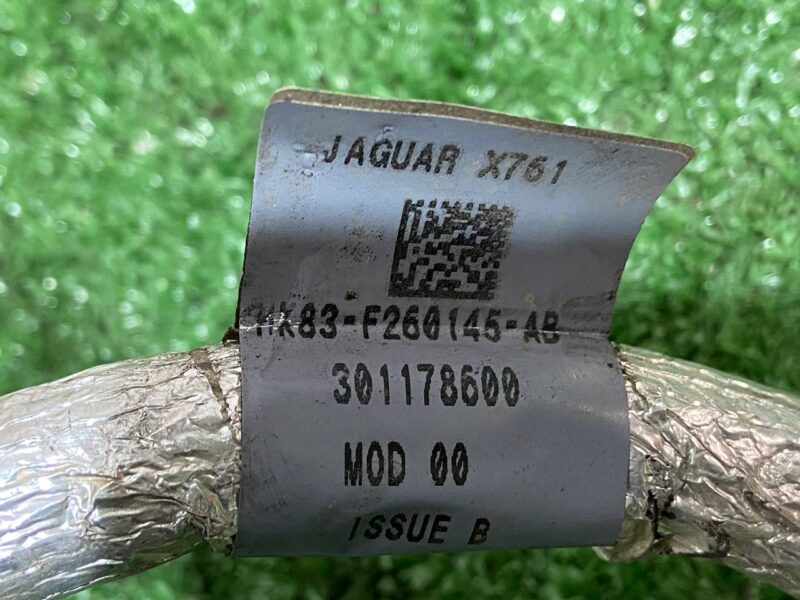 JAGUAR X761
HK83-F260145-AB
301178600
MOD 00
ISSUE B